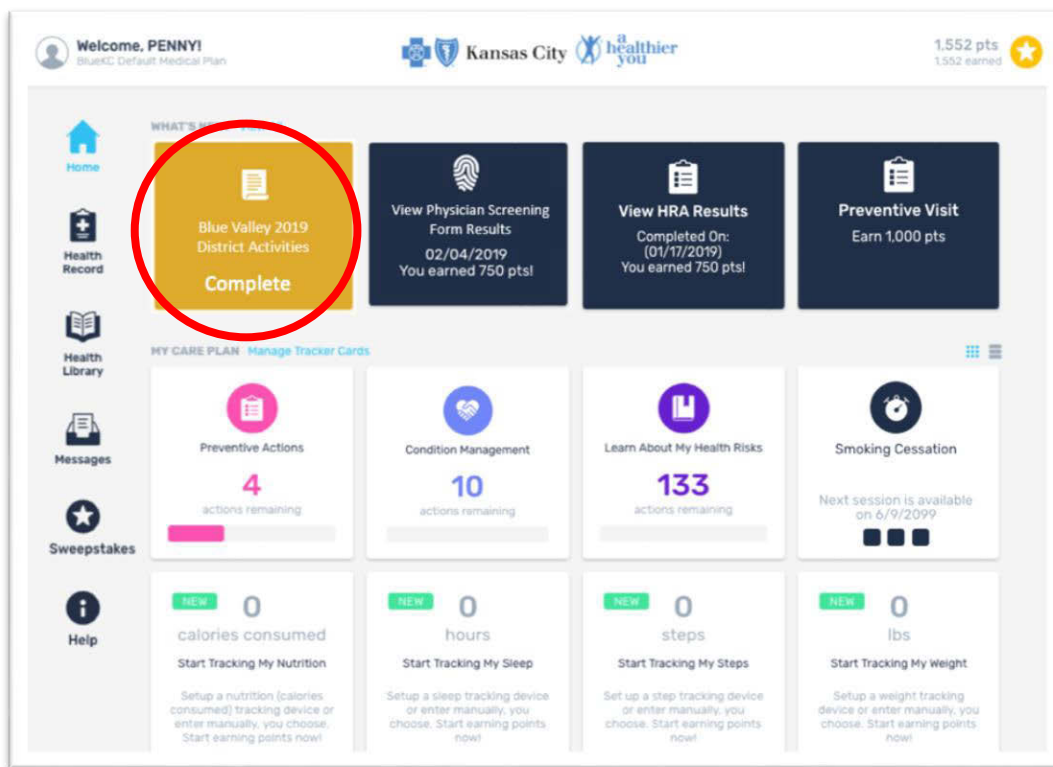 Welcome, PENNY!
BlueKC Default Medical Plan
Kansas City
a healthier you
1,552 pts
1,552 earned
WHAT'S
Home
Health Record
Health Library
Messages
Sweepstakes
Help
Blue Valley 2019
District Activities
Complete
View Physician Screening
Form Results
02/04/2019
You earned 750 pts!
View HRA Results
Completed On:
(01/17/2019)
You earned 750 pts!
Preventive Visit
Earn 1,000 pts
MY CARE PLAN Manage Tracker Cards
Preventive Actions
4
actions remaining
Condition Management
10
actions remaining
Learn About My Health Risks
133
actions remaining
Smoking Cessation
Next session is available
on 6/9/2099
NEW 0
calories consumed
Start Tracking My Nutrition
Setup a nutrition (calories
consumed) tracking device or
enter manually, you choose.
Start earning points now!
NEW 0
hours
Start Tracking My Sleep
Setup a sleep tracking device
or enter manually, you
choose. Start earning points
now!
NEW 0
steps
Start Tracking My Steps
Set up a step tracking device
or enter manually, you
choose. Start earning points
now!
NEW 0
lbs
Start Tracking My Weight
Setup a weight tracking
device or enter manually, you
choose. Start earning points
now!